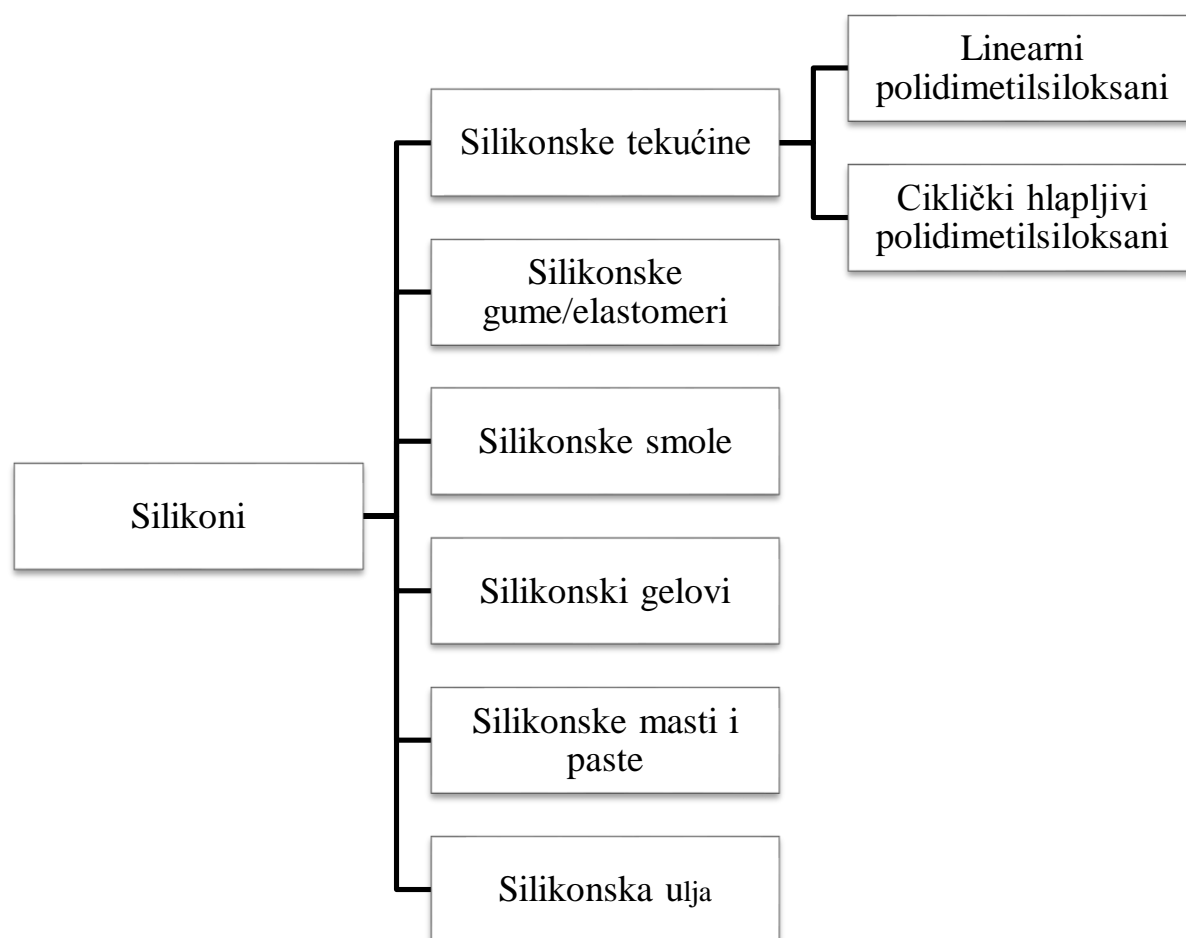 Linearni
polidimetilsiloksani
Silikonske tekućine
Ciklički hlapljivi
polidimetilsiloksani
Silikonske
gume/elastomeri
Silikonske smole
Silikoni
Silikonski gelovi
Silikonske masti i
paste
Silikonska ulja